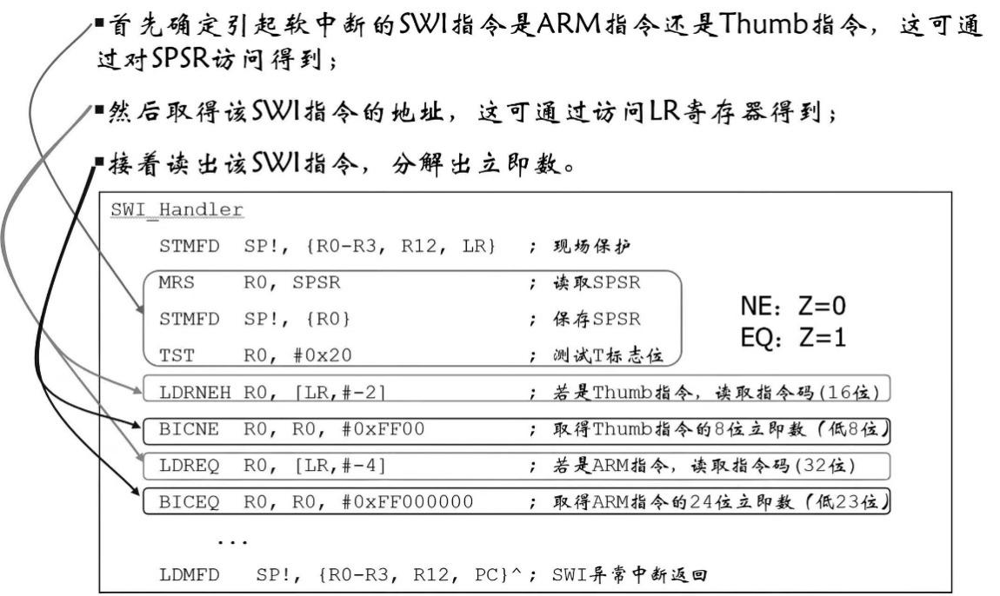 ▪首先确定引起软中断的SWI指令是ARM指令还是Thumb指令，这可通
过对SPSR访问得到；
▪然后取得该SWI指令的地址，这可通过访问LR寄存器得到；
▪接着读出该SWI指令，分解出立即数。
SWI_Handler
STMFD SP!, {R0-R3, R12, LR} ; 现场保护
MRS R0, SPSR ; 读取SPSR
STMFD SP!, {R0} ; 保存SPSR
TST R0, #0x20 ; 测试T标志位
NE：Z=0
EQ：Z=1
LDRNEH R0, [LR,#-2] ; 若是Thumb指令，读取指令码(16位)
BICNE R0, R0, #0xFF00 ; 取得Thumb指令的8位立即数（低8位）
LDREQ R0, [LR,#-4] ; 若是ARM指令，读取指令码(32位)
BICEQ R0, R0, #0xFF000000 ; 取得ARM指令的24位立即数（低23位）
...
LDMFD SP!, {R0-R3, R12, PC}^ ; SWI异常中断返回